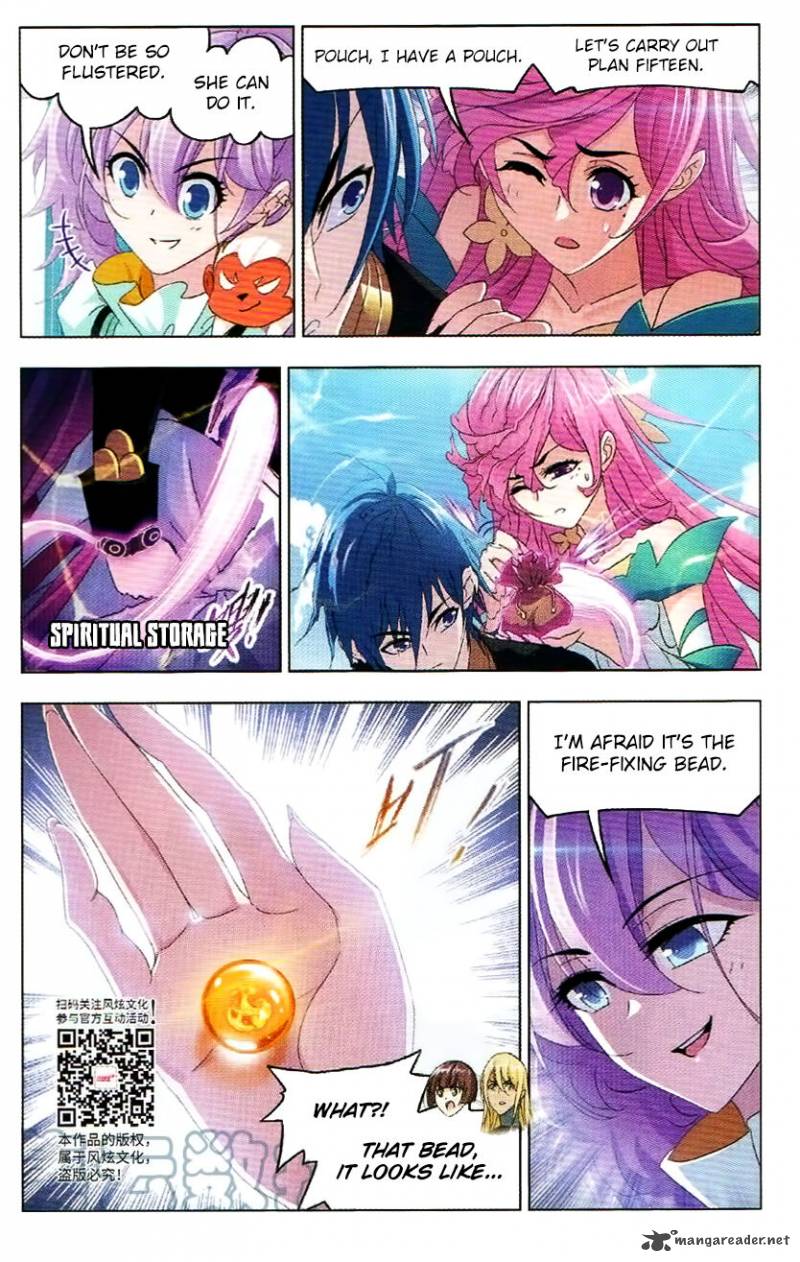 DON'T BE SO
FLUSTERED.
SHE CAN
DO IT.
POUCH, I HAVE A POUCH.
LET'S CARRY OUT
PLAN FIFTEEN.
SPIRITUAL STORAGE
I'M AFRAID IT'S THE
FIRE-FIXING BEAD.
扫码关注风炫文化!
参与官方互动活动。
本作品的版权，
属于风炫文化，
盗版必究！
WHAT?!
THAT BEAD,
IT LOOKS LIKE...
mangareader.net